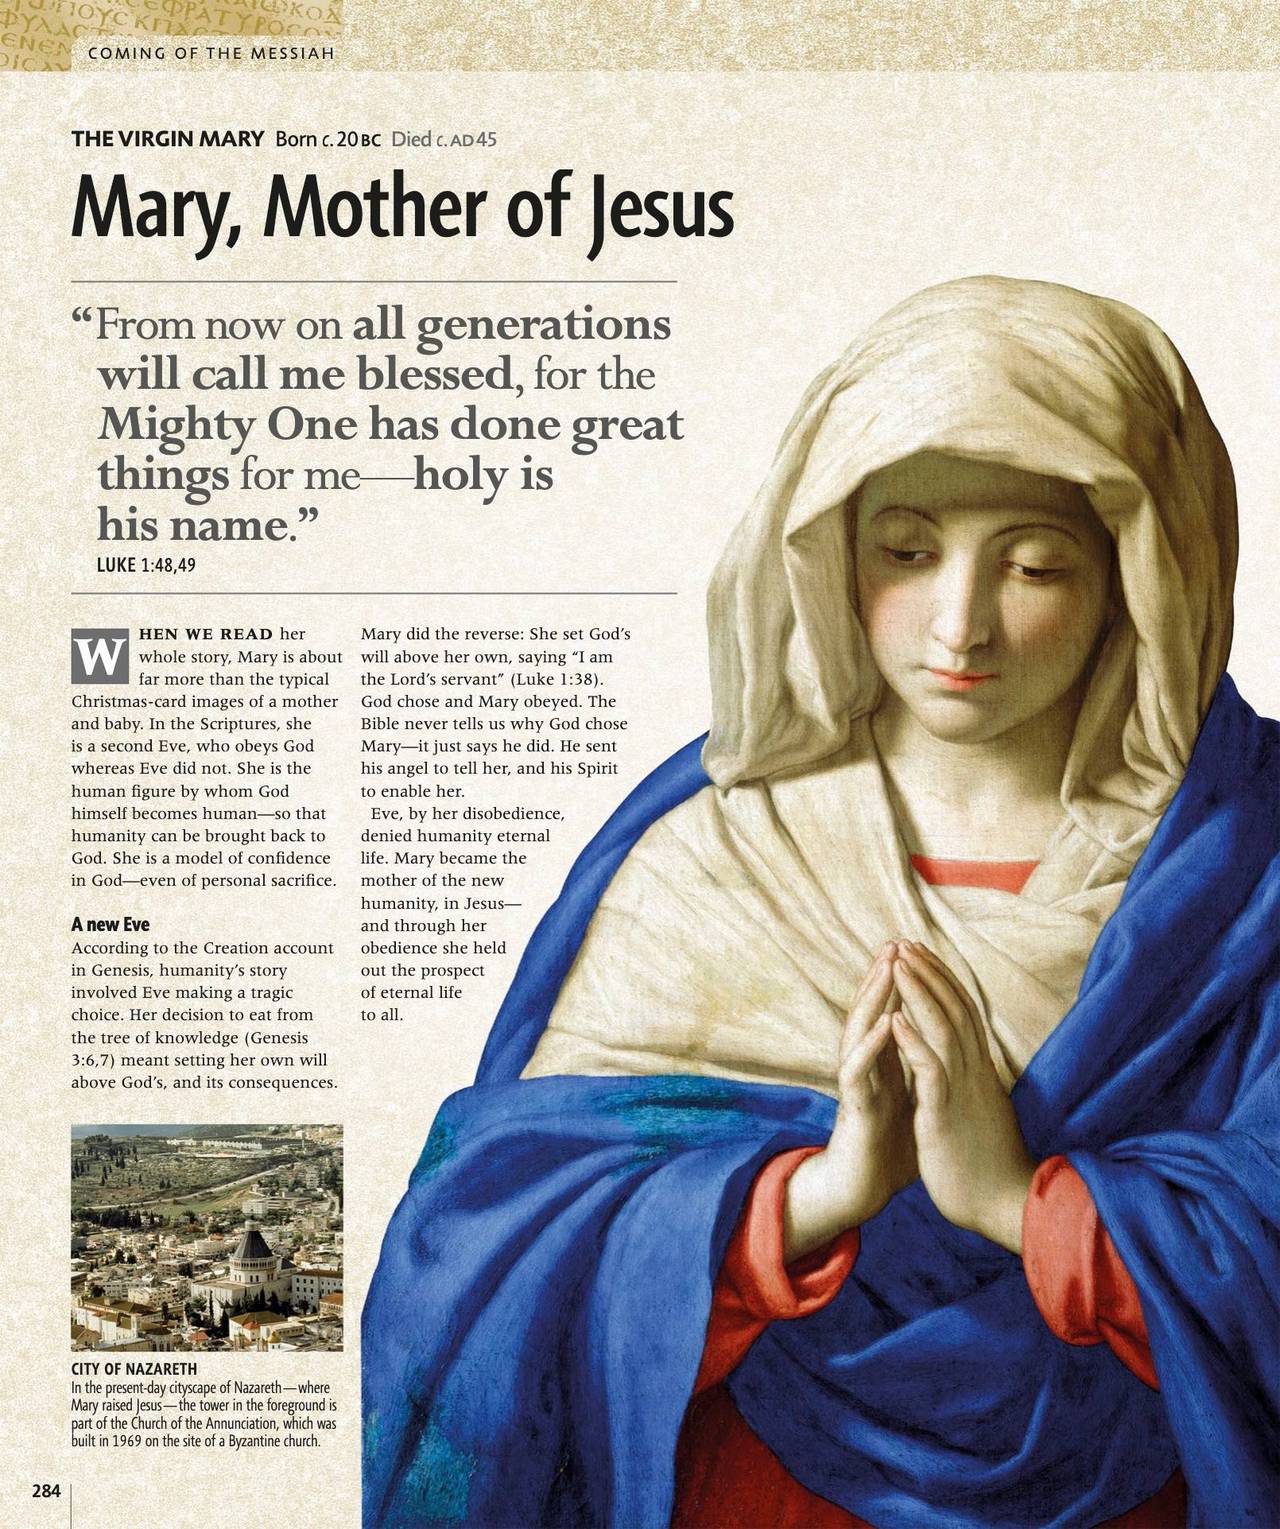 COMING OF THE MESSIAH
THE VIRGIN MARY Born c. 20 BC Died c. AD 45
Mary, Mother of Jesus
“From now on all generations
will call me blessed, for the
Mighty One has done great
things for me—holy is
his name.”
LUKE 1:48,49
WHEN WE READ her
whole story, Mary is about
far more than the typical
Christmas-card images of a mother
and baby. In the Scriptures, she
is a second Eve, who obeys God
whereas Eve did not. She is the
human figure by whom God
himself becomes human—so that
humanity can be brought back to
God. She is a model of confidence
in God—even of personal sacrifice.
A new Eve
According to the Creation account
in Genesis, humanity’s story
involved Eve making a tragic
choice. Her decision to eat from
the tree of knowledge (Genesis
3:6,7) meant setting her own will
above God’s, and its consequences.
Mary did the reverse: She set God’s
will above her own, saying “I am
the Lord’s servant” (Luke 1:38).
God chose and Mary obeyed. The
Bible never tells us why God chose
Mary—it just says he did. He sent
his angel to tell her, and his Spirit
to enable her.
Eve, by her disobedience,
denied humanity eternal
life. Mary became the
mother of the new
humanity, in Jesus—
and through her
obedience she held
out the prospect
of eternal life
to all.
CITY OF NAZARETH
In the present-day cityscape of Nazareth—where
Mary raised Jesus—the tower in the foreground is
part of the Church of the Annunciation, which was
built in 1969 on the site of a Byzantine church.
284